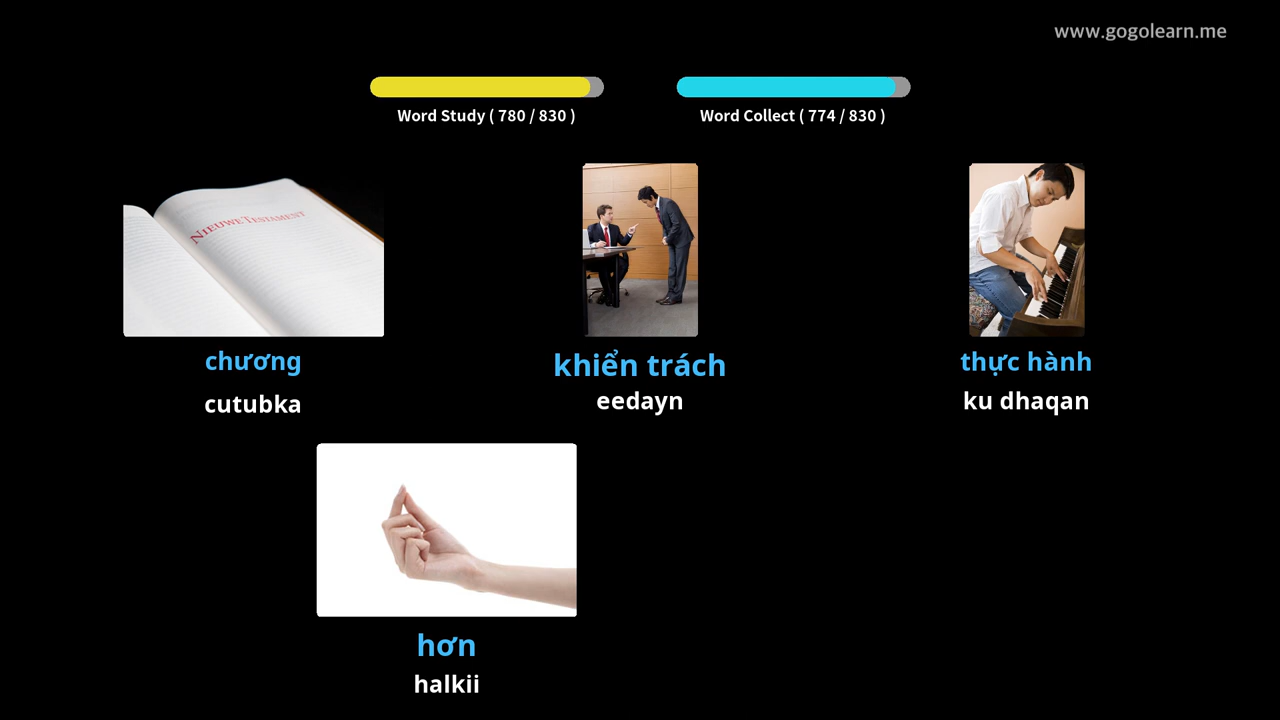 www.gogolearn.me
Word Study ( 780 / 830 )
Word Collect ( 774 / 830 )
NIEUWE TESTAMENT
chương
cutubka
khiển trách
eedayn
thực hành
ku dhaqan
hơn
halkii